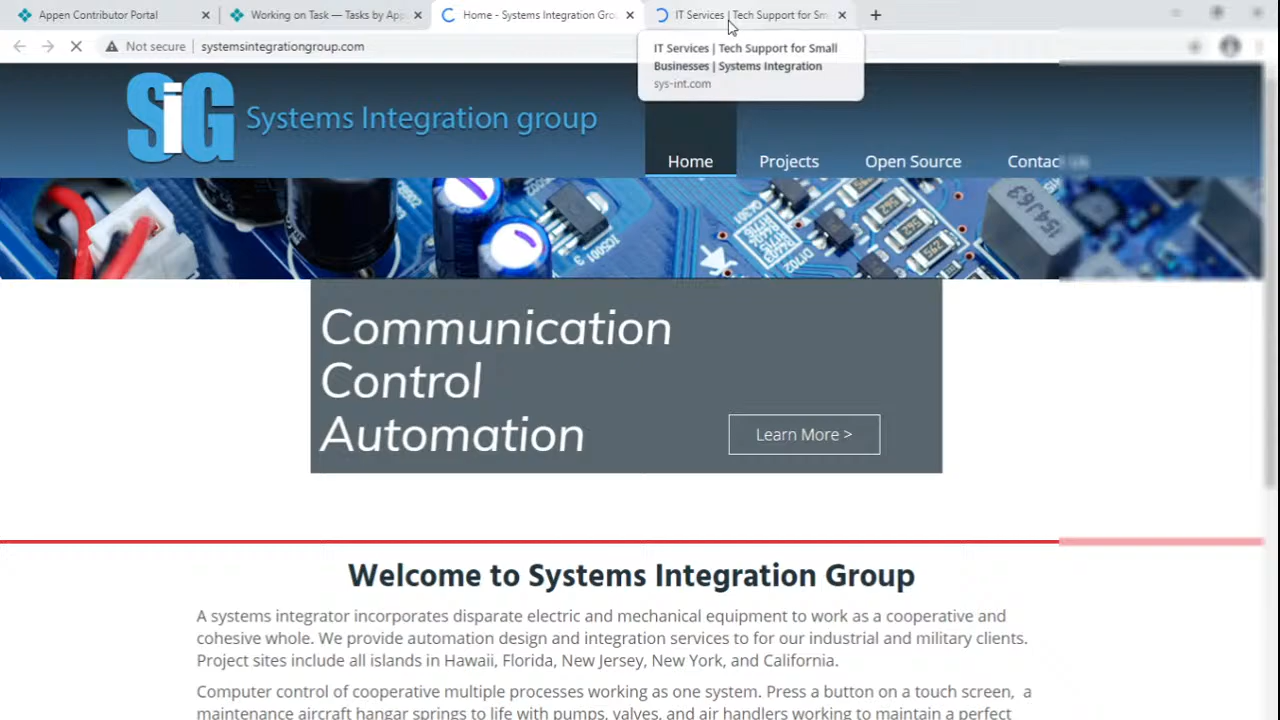 Appen Contributor Portal
Working on Task — Tasks by App
Home - Systems Integration Gro
IT Services | Tech Support for Sm
Not secure
systemsintegrationgroup.com
IT Services | Tech Support for Small
Businesses | Systems Integration
sys-int.com
SiG Systems Integration group
Home
Projects
Open Source
Contact Us
154J63
Communication
Control
Automation
Learn More >
Welcome to Systems Integration Group
A systems integrator incorporates disparate electric and mechanical equipment to work as a cooperative and
cohesive whole. We provide automation design and integration services to for our industrial and military clients.
Project sites include all islands in Hawaii, Florida, New Jersey, New York, and California.
Computer control of cooperative multiple processes working as one system. Press a button on a touch screen, a
maintenance aircraft hangar springs to life with pumps, valves, and air handlers working to maintain a perfect